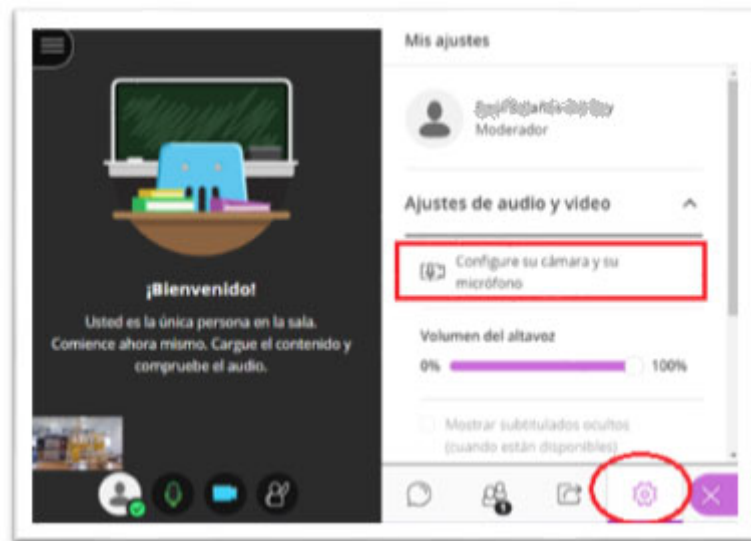 Mis ajustes
Moderador
Ajustes de audio y video
Configure su cámara y su
micrófono
Volumen del altavoz
0% 100%
Mostrar subtitulados ocultos
(cuando están disponibles)
¡Bienvenido!
Usted es la única persona en la sala.
Comience ahora mismo. Cargue el contenido y
compruebe el audio.